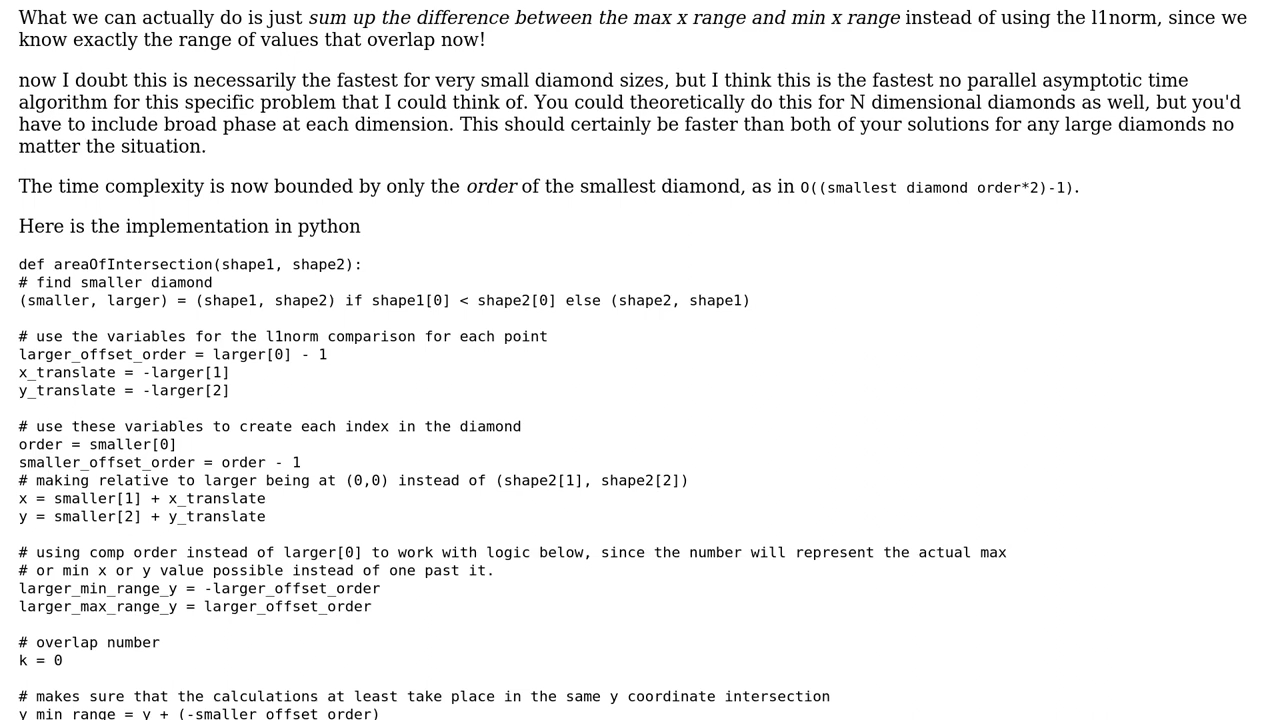 What we can actually do is just sum up the difference between the max x range and min x range instead of using the l1norm, since we
know exactly the range of values that overlap now!
now I doubt this is necessarily the fastest for very small diamond sizes, but I think this is the fastest no parallel asymptotic time
algorithm for this specific problem that I could think of. You could theoretically do this for N dimensional diamonds as well, but you'd
have to include broad phase at each dimension. This should certainly be faster than both of your solutions for any large diamonds no
matter the situation.
The time complexity is now bounded by only the order of the smallest diamond, as in O((smallest diamond order*2)-1).
Here is the implementation in python
def areaOfIntersection(shape1, shape2):
# find smaller diamond
(smaller, larger) = (shape1, shape2) if shape1[0] < shape2[0] else (shape2, shape1)
# use the variables for the l1norm comparison for each point
larger_offset_order = larger[0] - 1
x_translate = -larger[1]
y_translate = -larger[2]
# use these variables to create each index in the diamond
order = smaller[0]
smaller_offset_order = order - 1
# making relative to larger being at (0,0) instead of (shape2[1], shape2[2])
x = smaller[1] + x_translate
y = smaller[2] + y_translate
# using comp order instead of larger[0] to work with logic below, since the number will represent the actual max
# or min x or y value possible instead of one past it.
larger_min_range_y = -larger_offset_order
larger_max_range_y = larger_offset_order
# overlap number
k = 0
# makes sure that the calculations at least take place in the same y coordinate intersection
y_min_range = y + (-smaller_offset_order)